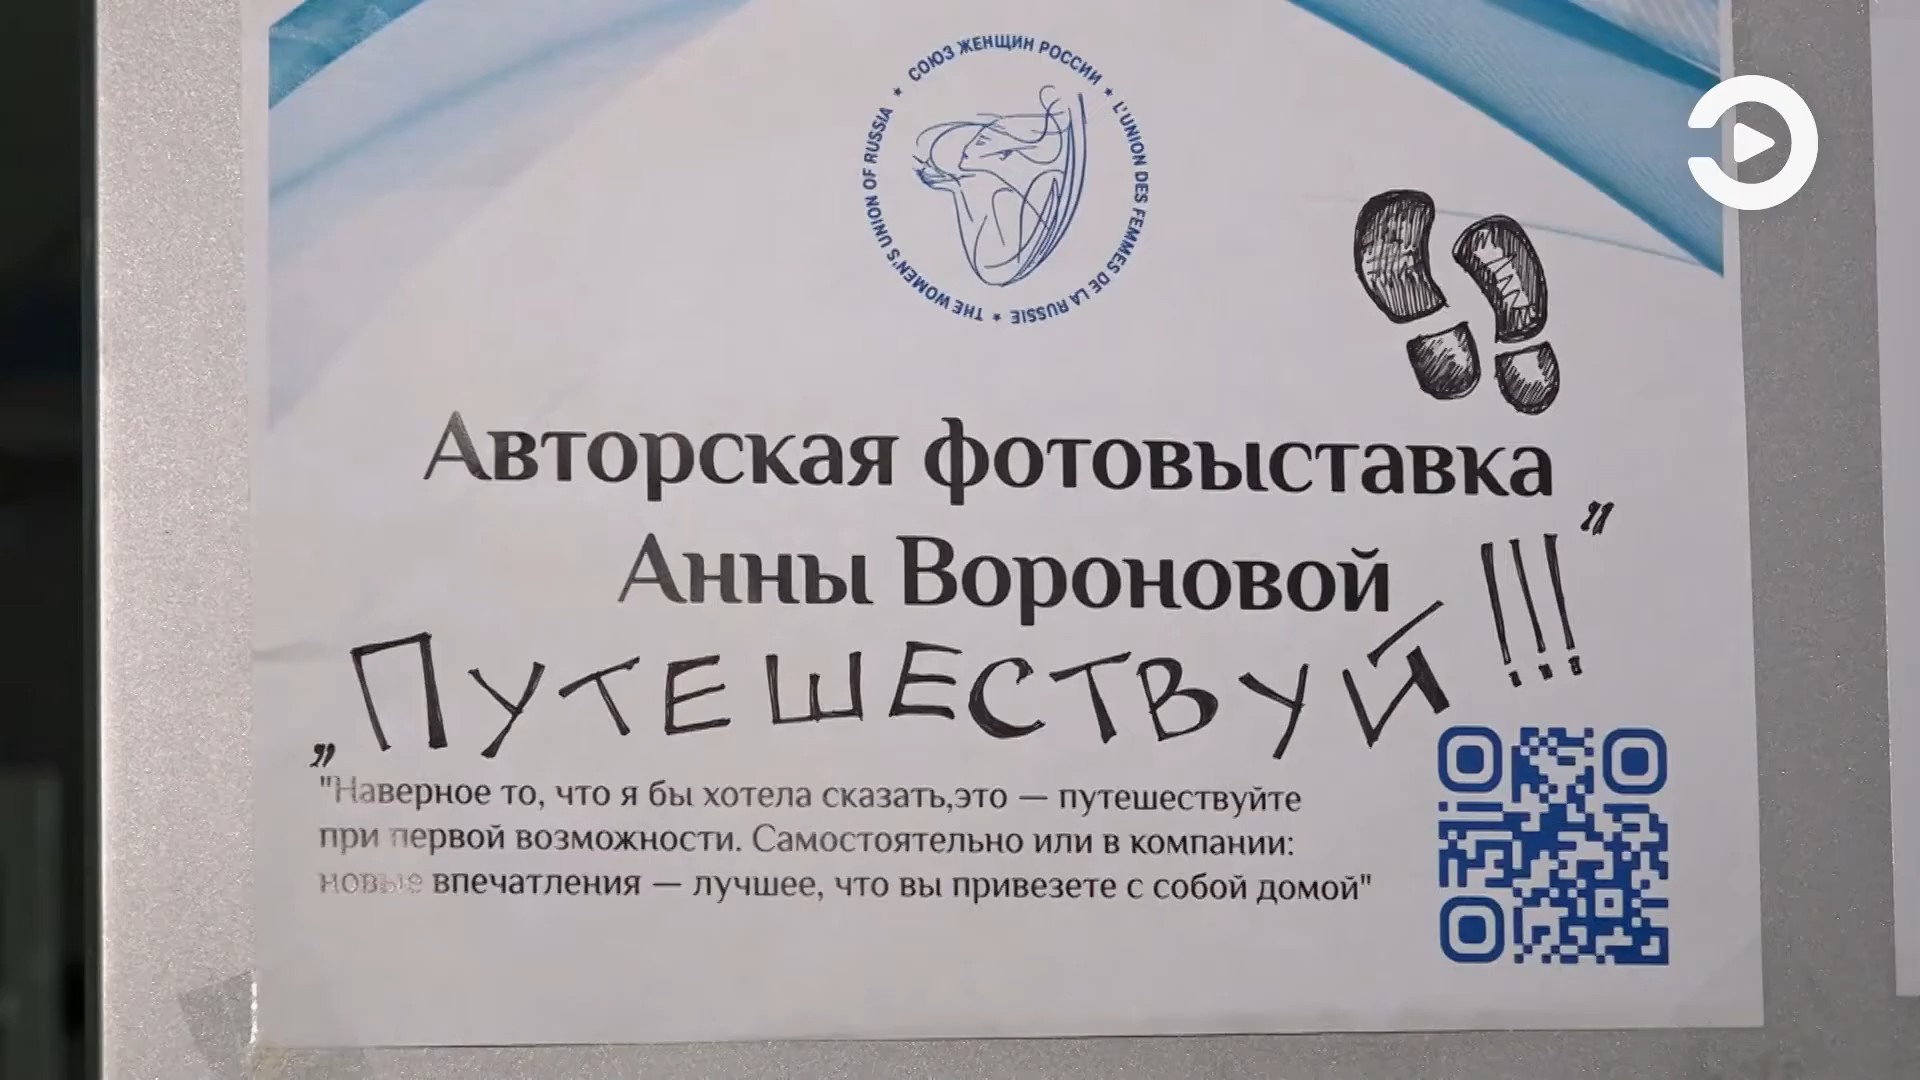 СОЮЗ ЖЕНЩИН РОССИИ ★ L'UNION DES FEMMES DE LA RUSSIE ★ THE WOMEN'S UNION OF RUSSIA ★
Авторская фотовыставка
Анны Вороновой
„ПУТЕШЕСТВУЙ!!!"
"Наверное то, что я бы хотела сказать,это — путешествуйте
при первой возможности. Самостоятельно или в компании:
новые впечатления — лучшее, что вы привезете с собой домой"